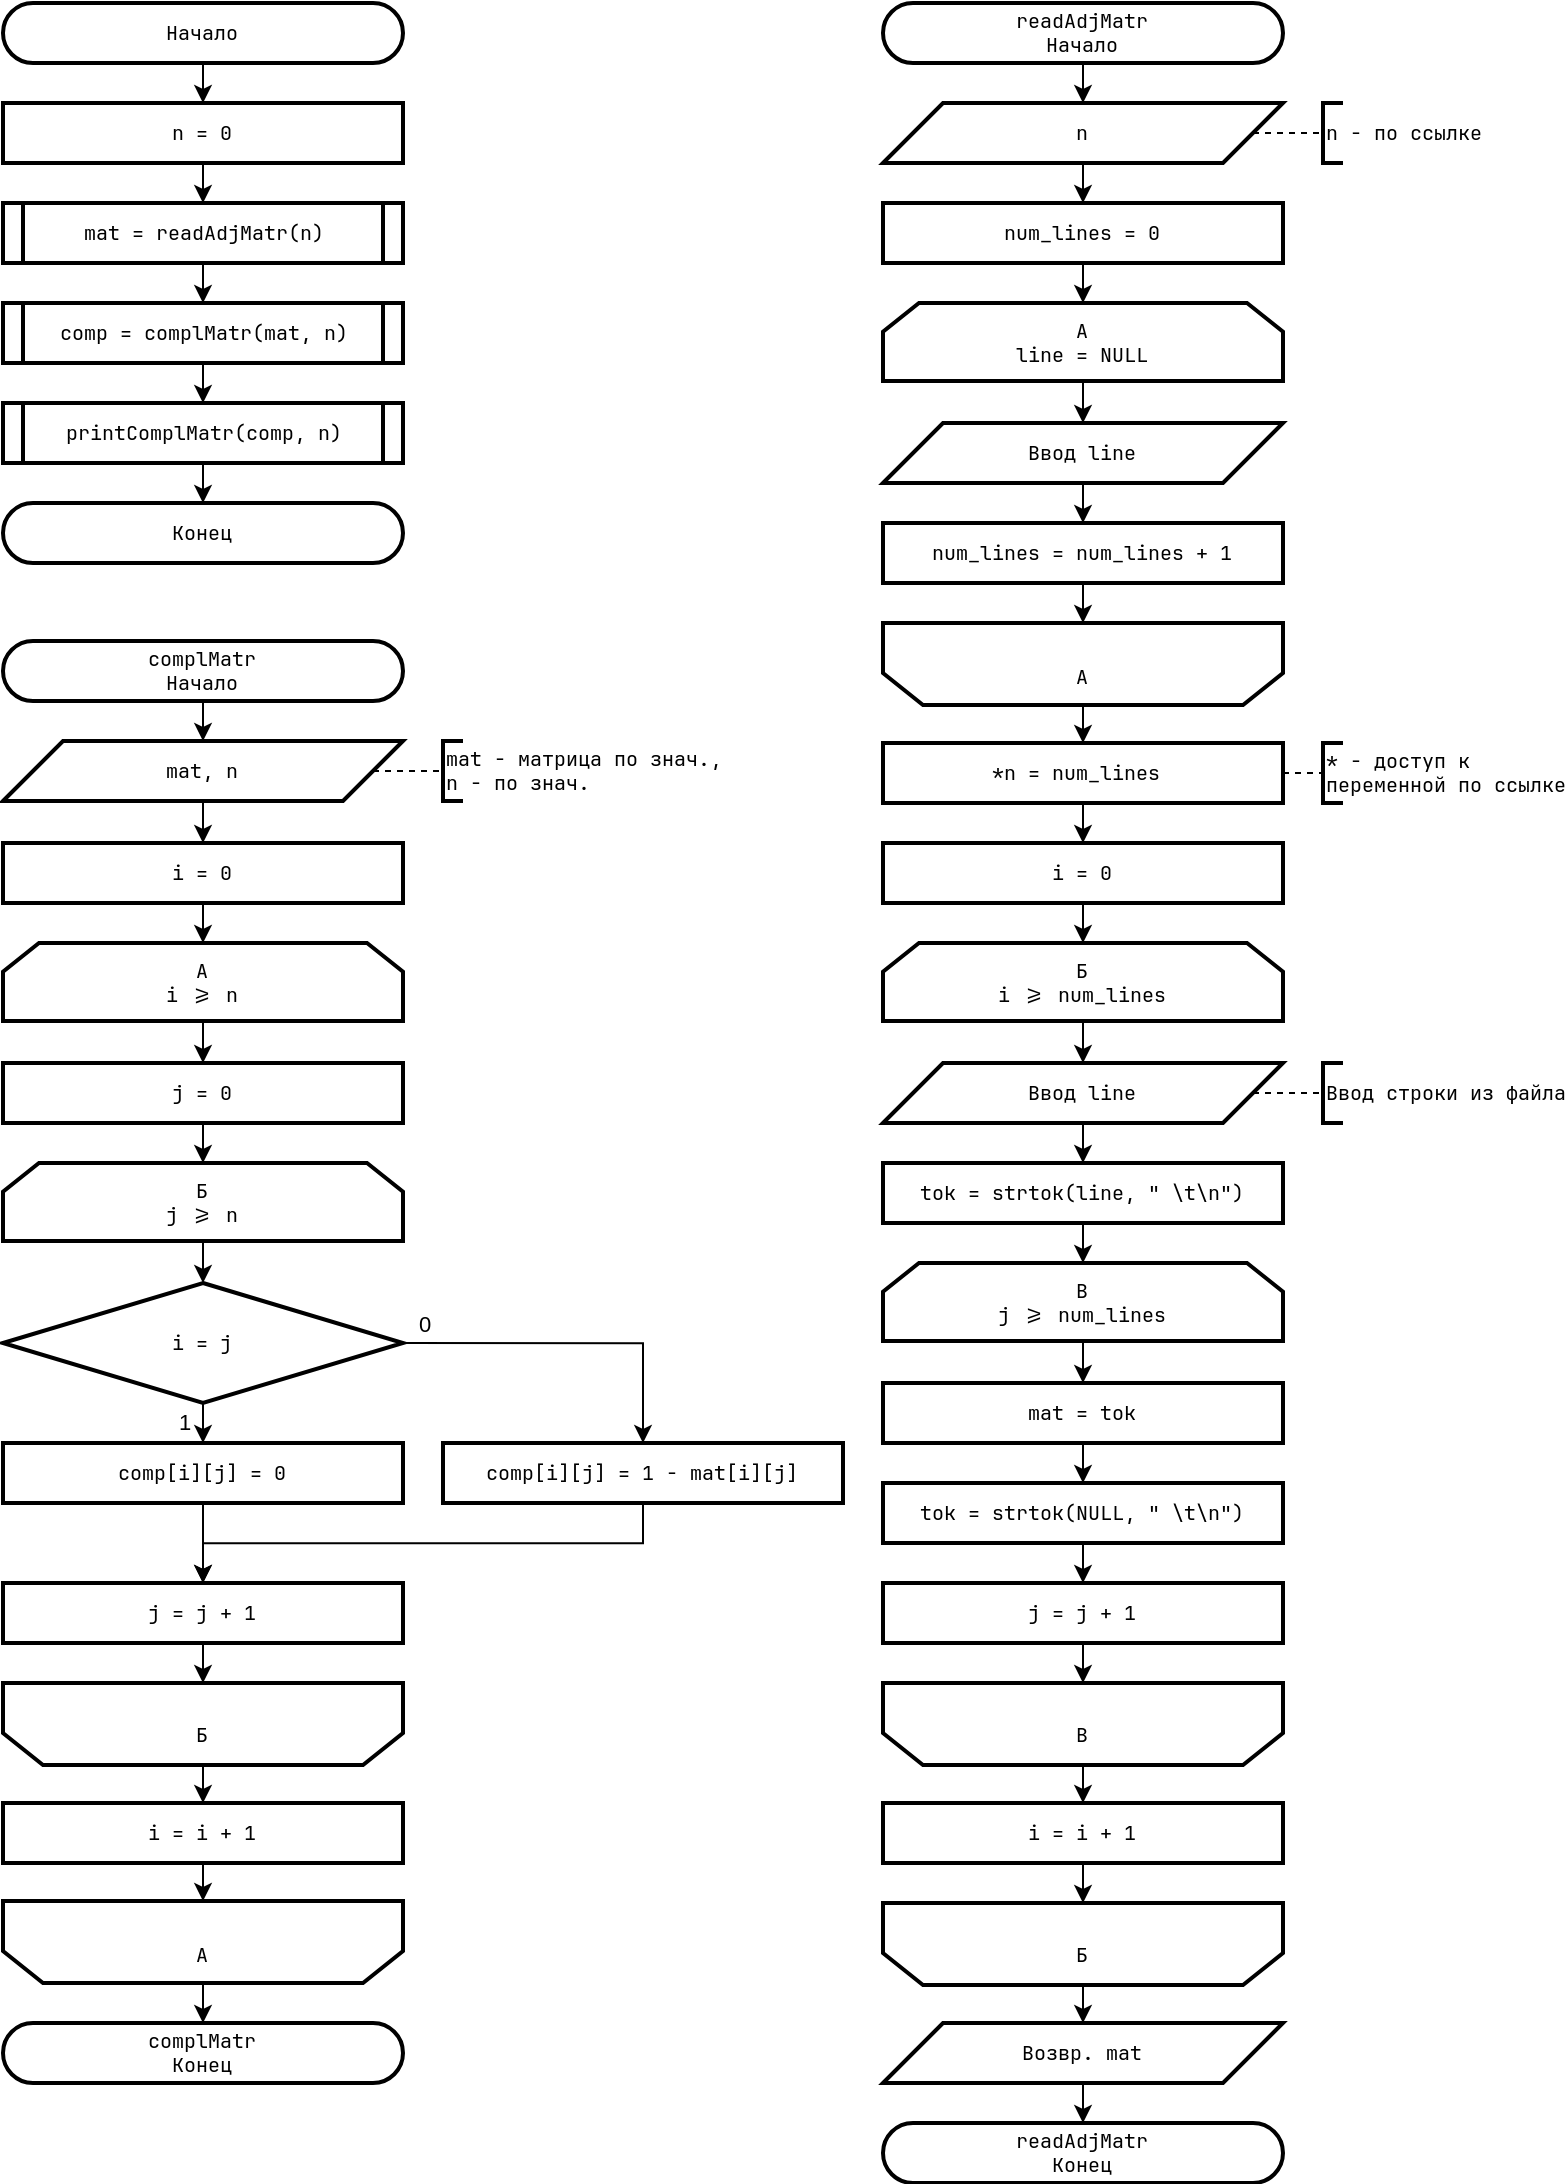 Начало
n = 0
mat = readAdjMatr(n)
comp = complMatr(mat, n)
printComplMatr(comp, n)
Конец
complMatr
Начало
mat, n
mat - матрица по знач.,
n - по знач.
i = 0
А
i ⩾ n
j = 0
Б
j ⩾ n
i = j
0
1
comp[i][j] = 0
comp[i][j] = 1 - mat[i][j]
j = j + 1
Б
i = i + 1
А
complMatr
Конец
readAdjMatr
Начало
n
n - по ссылке
num_lines = 0
А
line = NULL
Ввод line
num_lines = num_lines + 1
А
*n = num_lines
* - доступ к
переменной по ссылке
i = 0
Б
i ⩾ num_lines
Ввод line
Ввод строки из файла
tok = strtok(line, " \t\n")
В
j ⩾ num_lines
mat = tok
tok = strtok(NULL, " \t\n")
j = j + 1
В
i = i + 1
Б
Возвр. mat
readAdjMatr
Конец